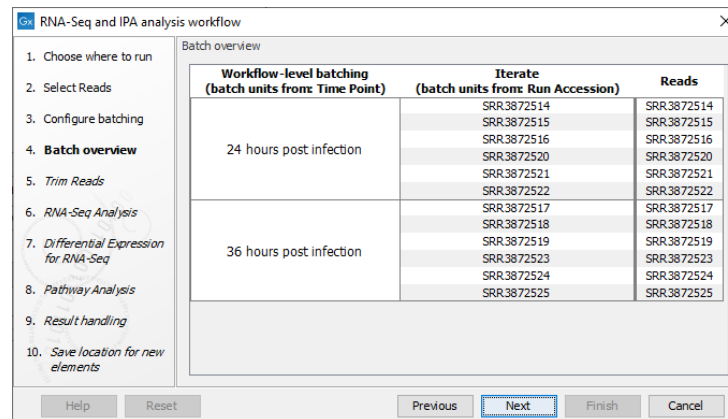 Gx RNA-Seq and IPA analysis workflow
1. Choose where to run
2. Select Reads
3. Configure batching
4. Batch overview
5. Trim Reads
6. RNA-Seq Analysis
7. Differential Expression
for RNA-Seq
8. Pathway Analysis
9. Result handling
10. Save location for new
elements
Batch overview
Workflow-level batching
(batch units from: Time Point)
Iterate
(batch units from: Run Accession)
Reads
24 hours post infection
SRR3872514 SRR3872514
SRR3872515 SRR3872515
SRR3872516 SRR3872516
SRR3872520 SRR3872520
SRR3872521 SRR3872521
SRR3872522 SRR3872522
36 hours post infection
SRR3872517 SRR3872517
SRR3872518 SRR3872518
SRR3872519 SRR3872519
SRR3872523 SRR3872523
SRR3872524 SRR3872524
SRR3872525 SRR3872525
Help Reset Previous Next Finish Cancel